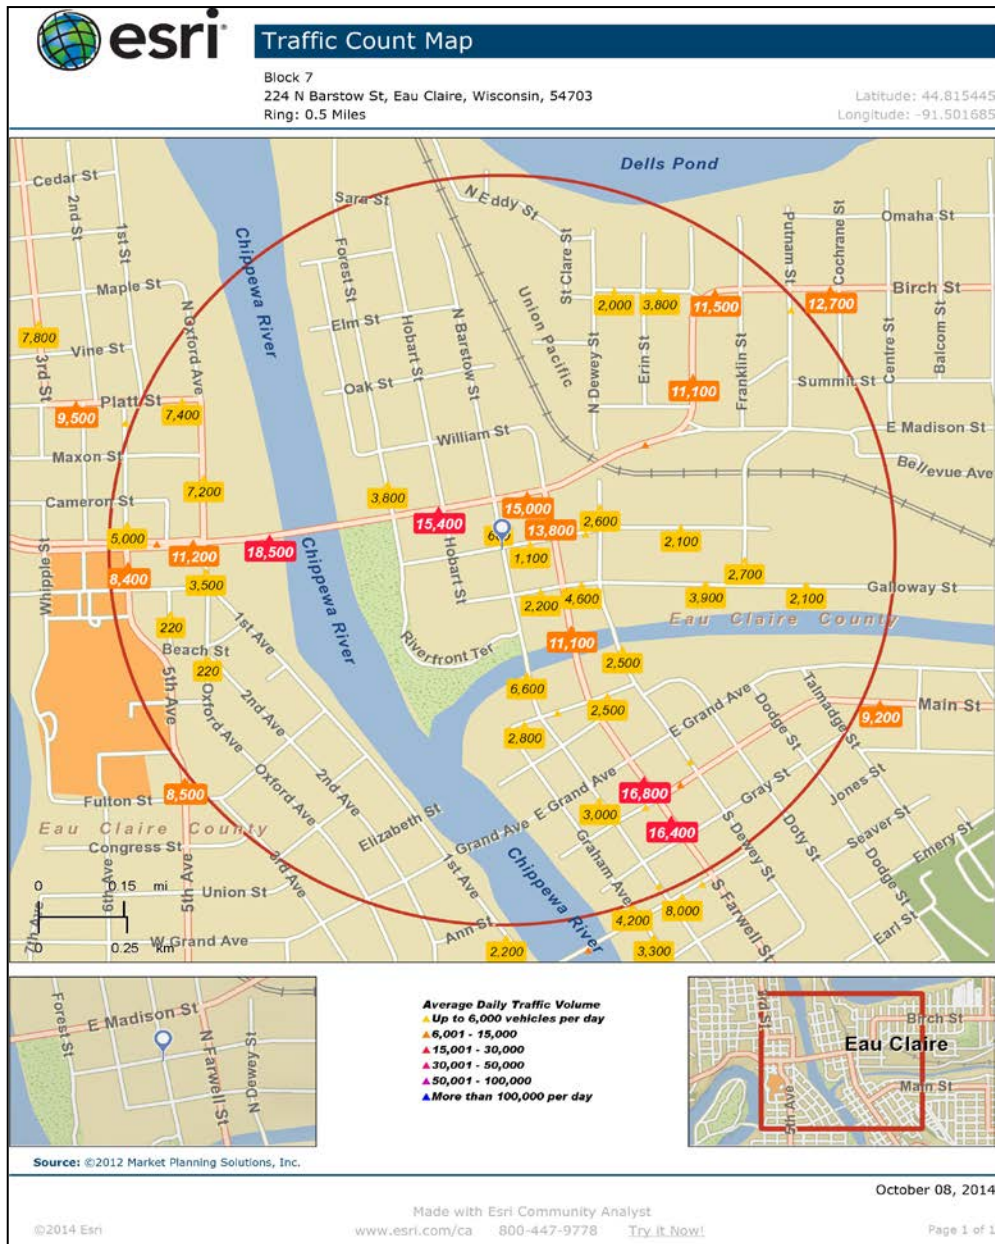 esri
Traffic Count Map
Block 7
224 N Barstow St, Eau Claire, Wisconsin, 54703
Ring: 0.5 Miles
Latitude: 44.815445
Longitude: -91.501685
Dells Pond
Cedar St
2nd St
1st St
Sara St
N Eddy St
Putnam St
Cochrane St
Omaha St
Chippewa River
Forest St
St Clare St
Union Pacific
Maple St
N Oxford Ave
2,000
3,800
11,500
12,700
Birch St
7,800
Vine St
3rd St
Elm St
Hobart St
N Barstow St
N Dewey St
Erin St
Franklin St
Centre St
Balcom St
Platt St
9,500
7,400
Oak St
11,100
Summit St
Maxon St
William St
E Madison St
Bellevue Ave
Cameron St
7,200
3,800
15,400
15,000
13,800
2,600
5,000
11,200
18,500
1,100
2,100
Whipple St
8,400
3,500
Chippewa River
Hobart St
2,700
Galloway St
2,200
4,600
3,900
2,100
Eau Claire County
220
1st Ave
Beach St
220
Riverfront Ter
11,100
2,500
5th Ave
Oxford Ave
2nd Ave
6,600
2,500
E Grand Ave
Dodge St
Talmadge St
9,200
Main St
2,800
8,500
Fulton St
Oxford Ave
2nd Ave
Elizabeth St
16,800
Gray St
Jones St
Eau Claire County
Congress St
Grand Ave
E Grand Ave
3,000
16,400
S Dewey St
Doty St
Seaver St
Emery St
3rd Ave
1st Ave
Chippewa River
Graham Ave
S Farwell St
Dodge St
0 0.15 mi
Union St
6th Ave
5th Ave
7th Ave
0 0.25 km
W Grand Ave
Ann St
2,200
4,200
8,000
3,300
Earl St
Forest St
E Madison St
N Farwell St
N Dewey St
Average Daily Traffic Volume
Up to 6,000 vehicles per day
6,001 - 15,000
15,001 - 30,000
30,001 - 50,000
50,001 - 100,000
More than 100,000 per day
3rd St
Birch St
Eau Claire
Main St
5th Ave
Source: ©2012 Market Planning Solutions, Inc.
October 08, 2014
Made with Esri Community Analyst
©2014 Esri
www.esri.com/ca 800-447-9778 Try it Now!
Page 1 of 1